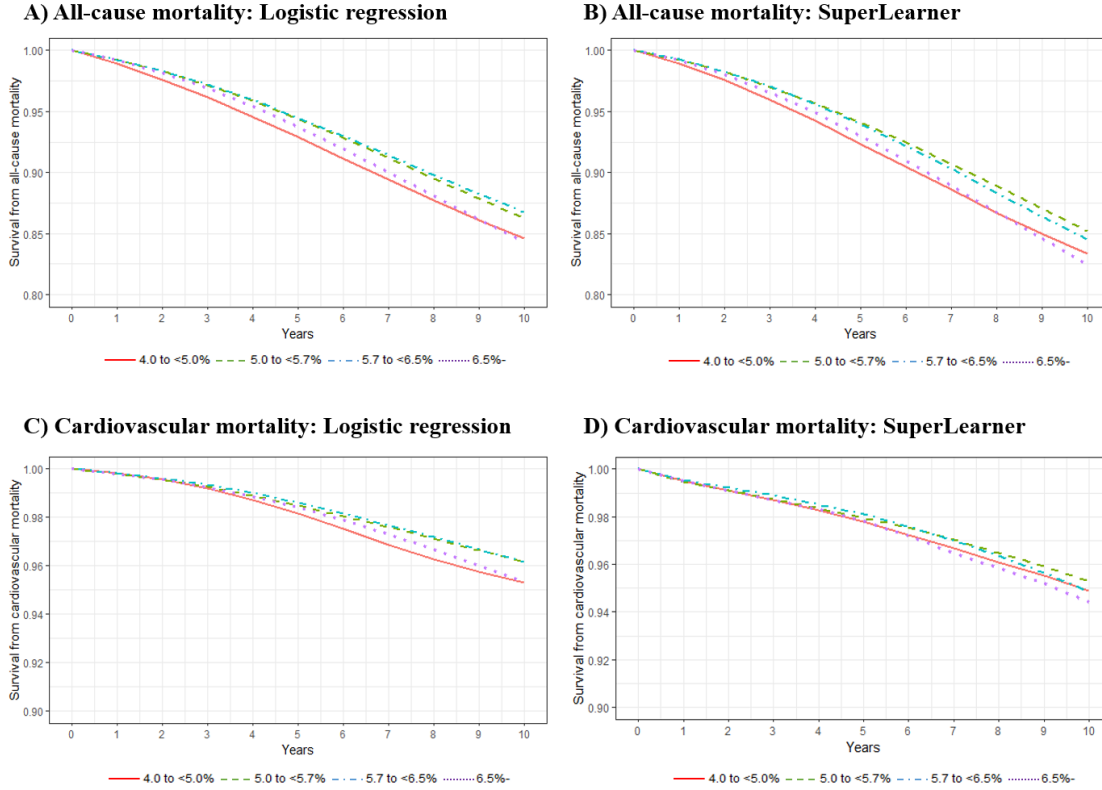 A) All-cause mortality: Logistic regression
Survival from all-cause mortality
1.00
0.95
0.90
0.85
0.80
0 1 2 3 4 5 6 7 8 9 10
Years
4.0 to <5.0% 5.0 to <5.7% 5.7 to <6.5% 6.5%-
B) All-cause mortality: SuperLearner
Survival from all-cause mortality
1.00
0.95
0.90
0.85
0.80
0 1 2 3 4 5 6 7 8 9 10
Years
4.0 to <5.0% 5.0 to <5.7% 5.7 to <6.5% 6.5%-
C) Cardiovascular mortality: Logistic regression
Survival from cardiovascular mortality
1.00
0.98
0.96
0.94
0.92
0.90
0 1 2 3 4 5 6 7 8 9 10
Years
4.0 to <5.0% 5.0 to <5.7% 5.7 to <6.5% 6.5%-
D) Cardiovascular mortality: SuperLearner
Survival from cardiovascular mortality
1.00
0.98
0.96
0.94
0.92
0.90
0 1 2 3 4 5 6 7 8 9 10
Years
4.0 to <5.0% 5.0 to <5.7% 5.7 to <6.5% 6.5%-